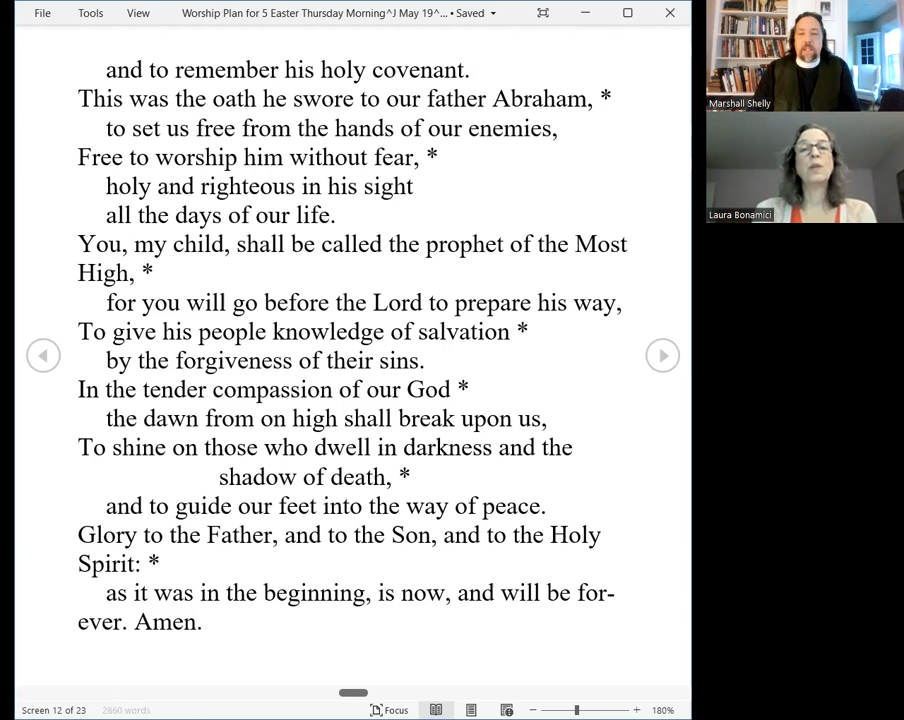 File Tools View Worship Plan for 5 Easter Thursday Morning^J May 19^... • Saved
and to remember his holy covenant.
This was the oath he swore to our father Abraham, *
to set us free from the hands of our enemies,
Free to worship him without fear, *
holy and righteous in his sight
all the days of our life.
You, my child, shall be called the prophet of the Most
High, *
for you will go before the Lord to prepare his way,
To give his people knowledge of salvation *
by the forgiveness of their sins.
In the tender compassion of our God *
the dawn from on high shall break upon us,
To shine on those who dwell in darkness and the
shadow of death, *
and to guide our feet into the way of peace.
Glory to the Father, and to the Son, and to the Holy
Spirit: *
as it was in the beginning, is now, and will be for-
ever. Amen.
Screen 12 of 23 2860 words Focus 180%
Marshall Shelly
Laura Bonamici